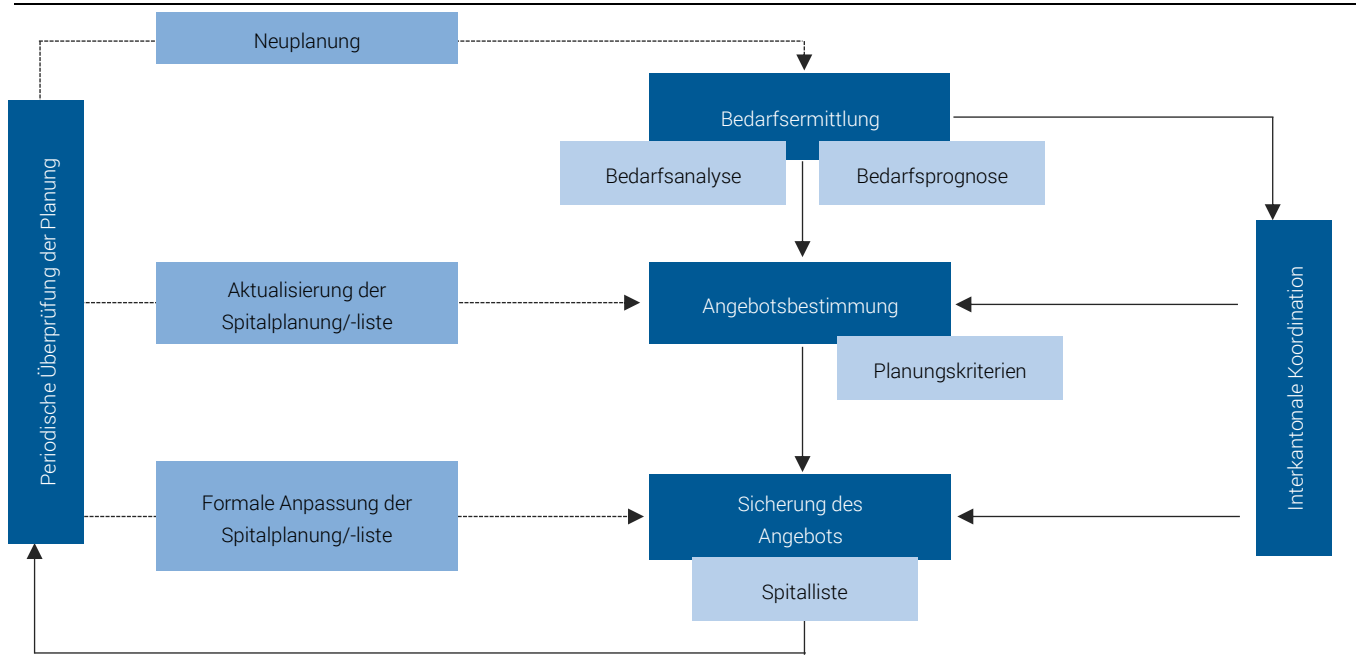 Neuplanung
Bedarfsermittlung
Bedarfsanalyse
Bedarfsprognose
Periodische Überprüfung der Planung
Aktualisierung der
Spitalplanung/-liste
Angebotsbestimmung
Planungskriterien
Interkantonale Koordination
Formale Anpassung der
Spitalplanung/-liste
Sicherung des
Angebots
Spitalliste